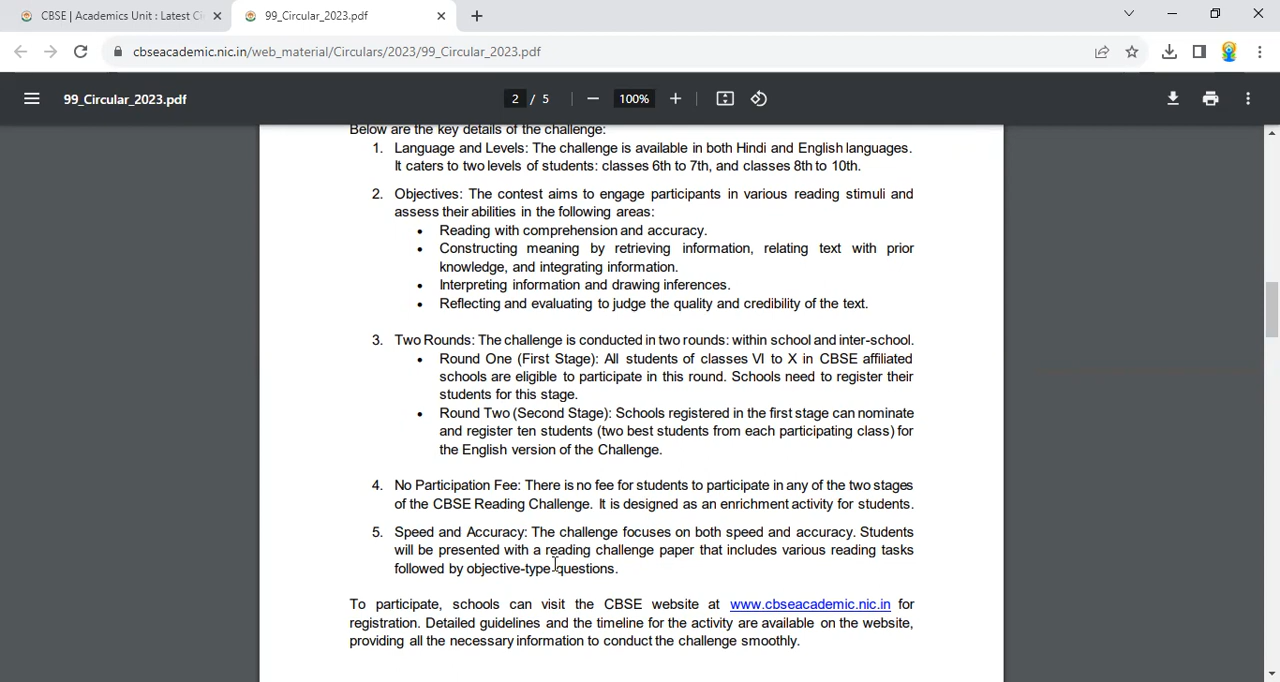 CBSE | Academics Unit : Latest Ci
99_Circular_2023.pdf
cbseacademic.nic.in/web_material/Circulars/2023/99_Circular_2023.pdf
99_Circular_2023.pdf
2 / 5
100%
Below are the key details of the challenge:
1. Language and Levels: The challenge is available in both Hindi and English languages.
It caters to two levels of students: classes 6th to 7th, and classes 8th to 10th.
2. Objectives: The contest aims to engage participants in various reading stimuli and
assess their abilities in the following areas:
• Reading with comprehension and accuracy.
• Constructing meaning by retrieving information, relating text with prior
knowledge, and integrating information.
• Interpreting information and drawing inferences.
• Reflecting and evaluating to judge the quality and credibility of the text.
3. Two Rounds: The challenge is conducted in two rounds: within school and inter-school.
• Round One (First Stage): All students of classes VI to X in CBSE affiliated
schools are eligible to participate in this round. Schools need to register their
students for this stage.
• Round Two (Second Stage): Schools registered in the first stage can nominate
and register ten students (two best students from each participating class) for
the English version of the Challenge.
4. No Participation Fee: There is no fee for students to participate in any of the two stages
of the CBSE Reading Challenge. It is designed as an enrichment activity for students.
5. Speed and Accuracy: The challenge focuses on both speed and accuracy. Students
will be presented with a reading challenge paper that includes various reading tasks
followed by objective-type questions.
To participate, schools can visit the CBSE website at www.cbseacademic.nic.in for
registration. Detailed guidelines and the timeline for the activity are available on the website,
providing all the necessary information to conduct the challenge smoothly.